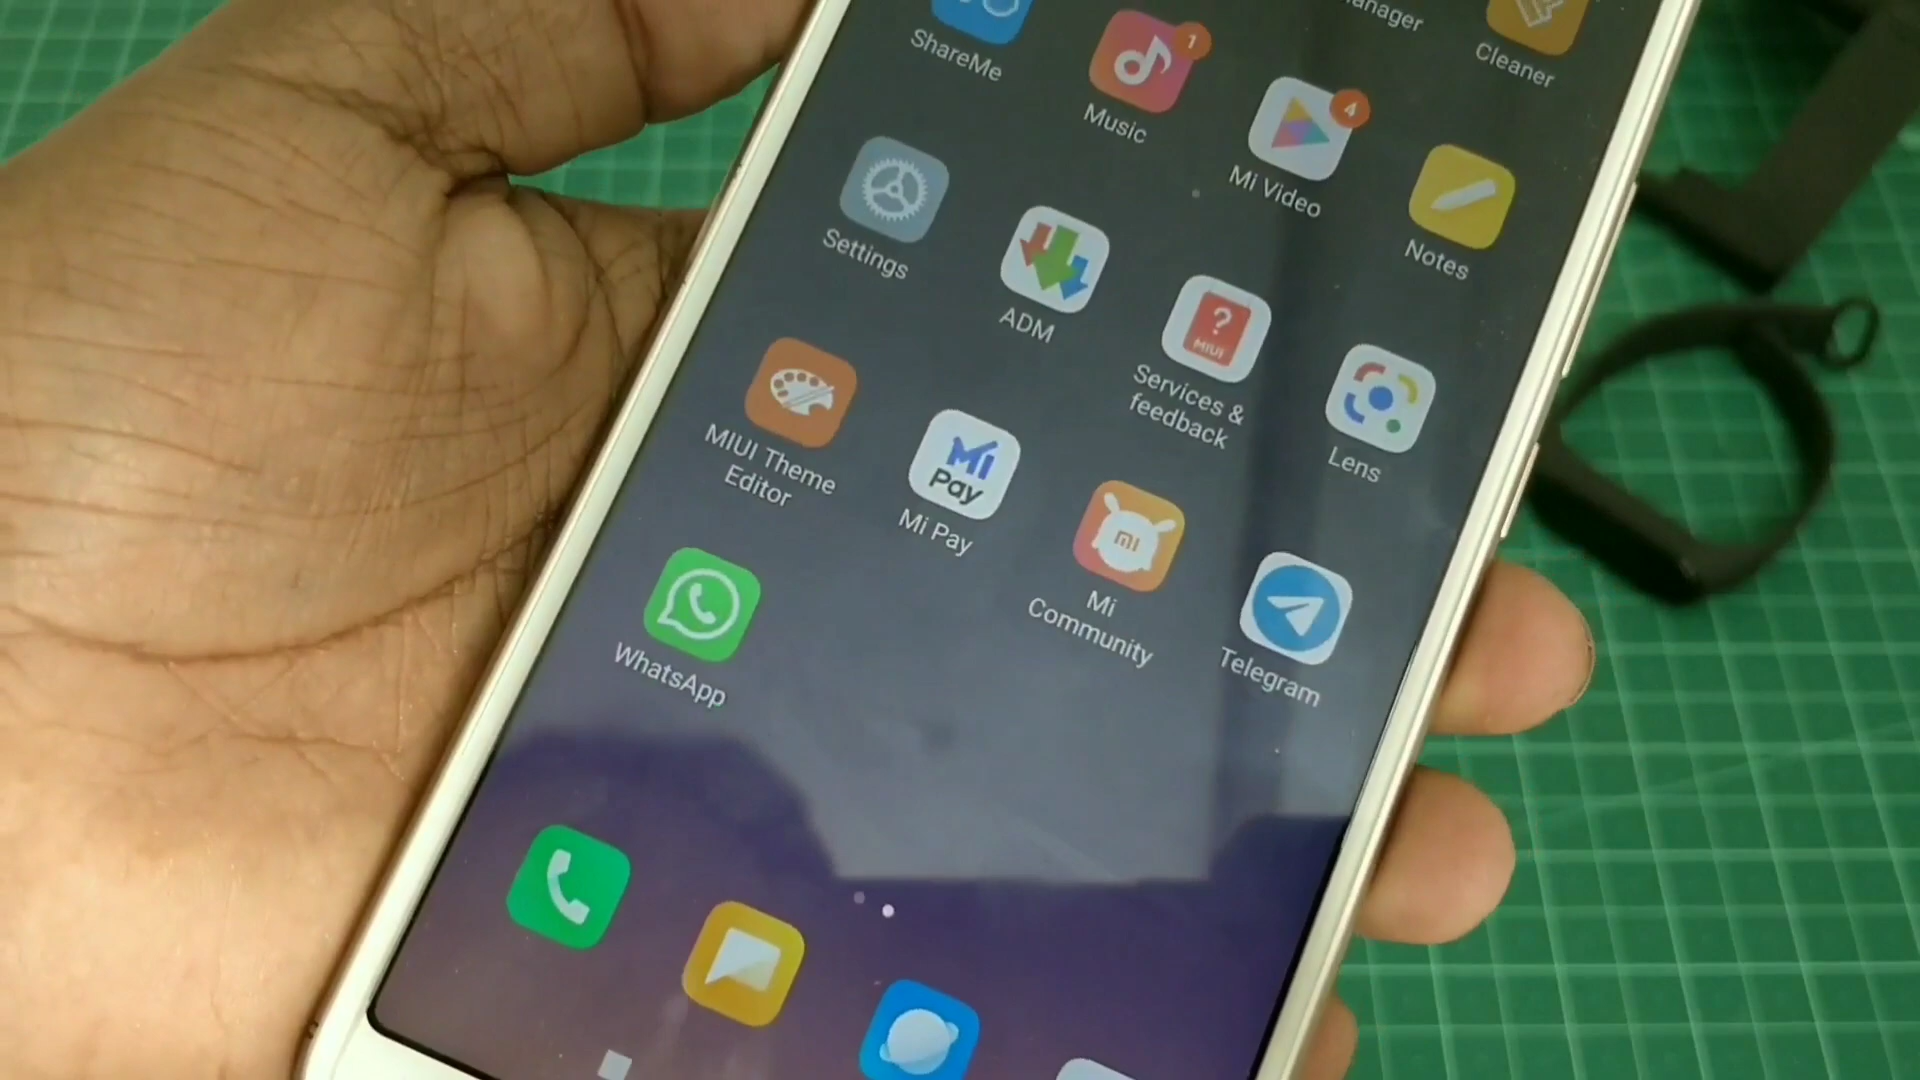 ShareMe
1
Music
4
Mi Video
Cleaner
Settings
ADM
?
MIUI
Services &
feedback
Notes
MIUI Theme
Editor
Mi
Pay
Mi Pay
mi
Mi
Community
Lens
WhatsApp
Telegram